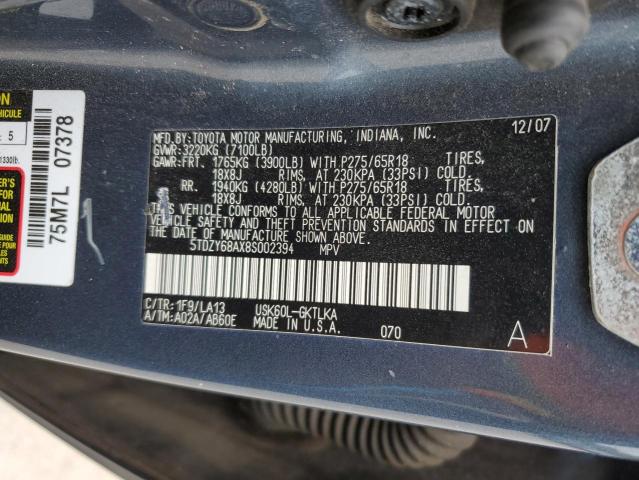 MFD.BY:TOYOTA MOTOR MANUFACTURING, INDIANA, INC. 12/07
GVWR:3220KG (7100LB)
GAWR:FRT. 1765KG (3900LB) WITH P275/65R18 TIRES,
18X8J RIMS, AT 230KPA (33PSI) COLD.
RR. 1940KG (4280LB) WITH P275/65R18 TIRES,
18X8J RIMS, AT 230KPA (33PSI) COLD.
THIS VEHICLE CONFORMS TO ALL APPLICABLE FEDERAL MOTOR
VEHICLE SAFETY AND THEFT PREVENTION STANDARDS IN EFFECT ON
THE DATE OF MANUFACTURE SHOWN ABOVE.
5TDZY68AX8S002394 MPV
C/TR:1F9/LA13 USK60L-GKTLKA
A/TM:A02A/AB60E MADE IN U.S.A. 070 A
75M7L 07378
5